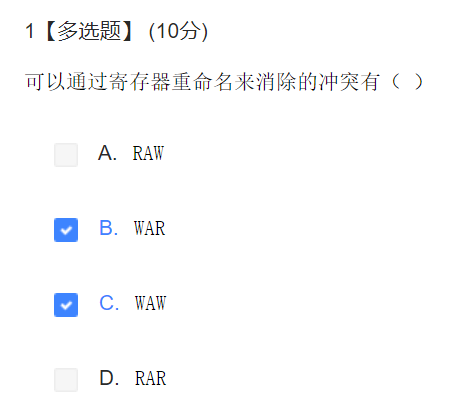 1【多选题】 (10分)
可以通过寄存器重命名来消除的冲突有（ ）
A. RAW
B. WAR
C. WAW
D. RAR